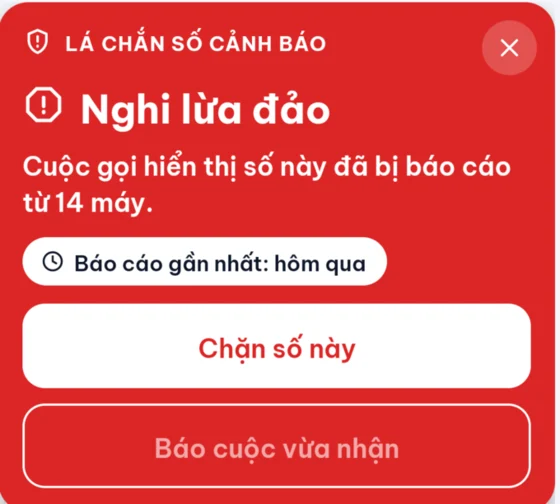 LÁ CHẮN SỐ CẢNH BÁO
Nghi lừa đảo
Cuộc gọi hiển thị số này đã bị báo cáo
từ 14 máy.
Báo cáo gần nhất: hôm qua
Chặn số này
Báo cuộc vừa nhận